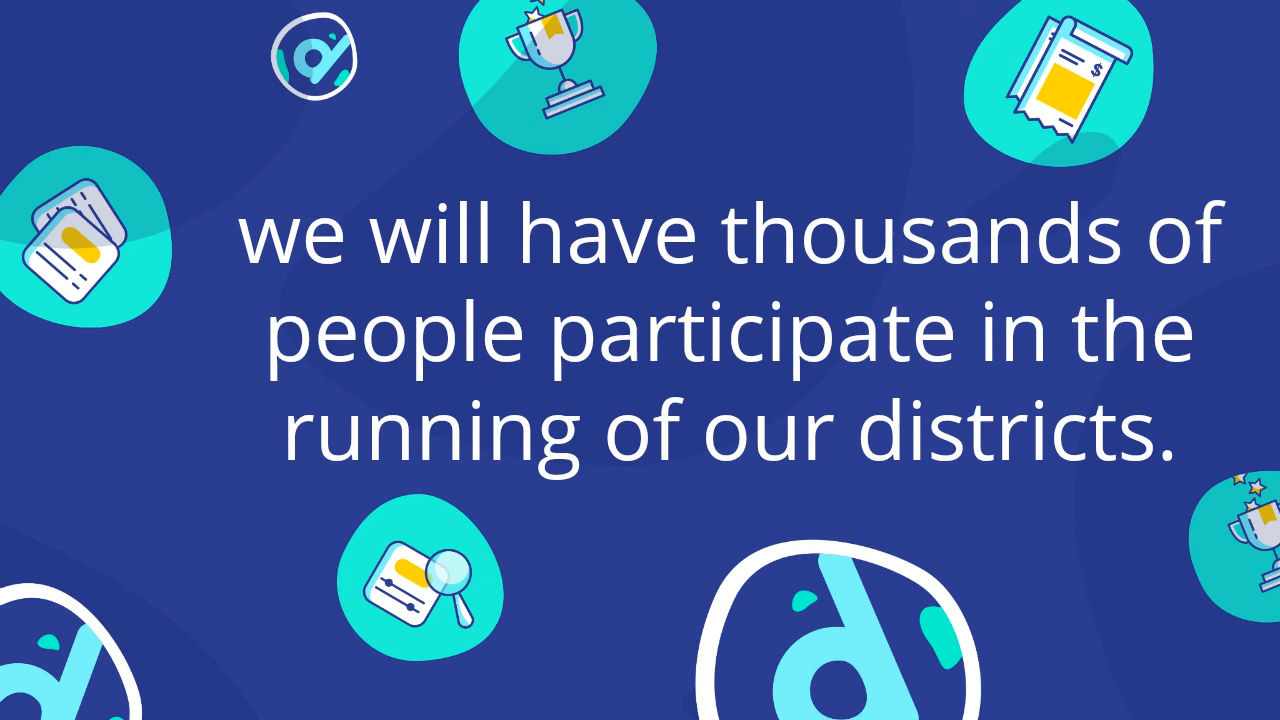 we will have thousands of
people participate in the
running of our districts.